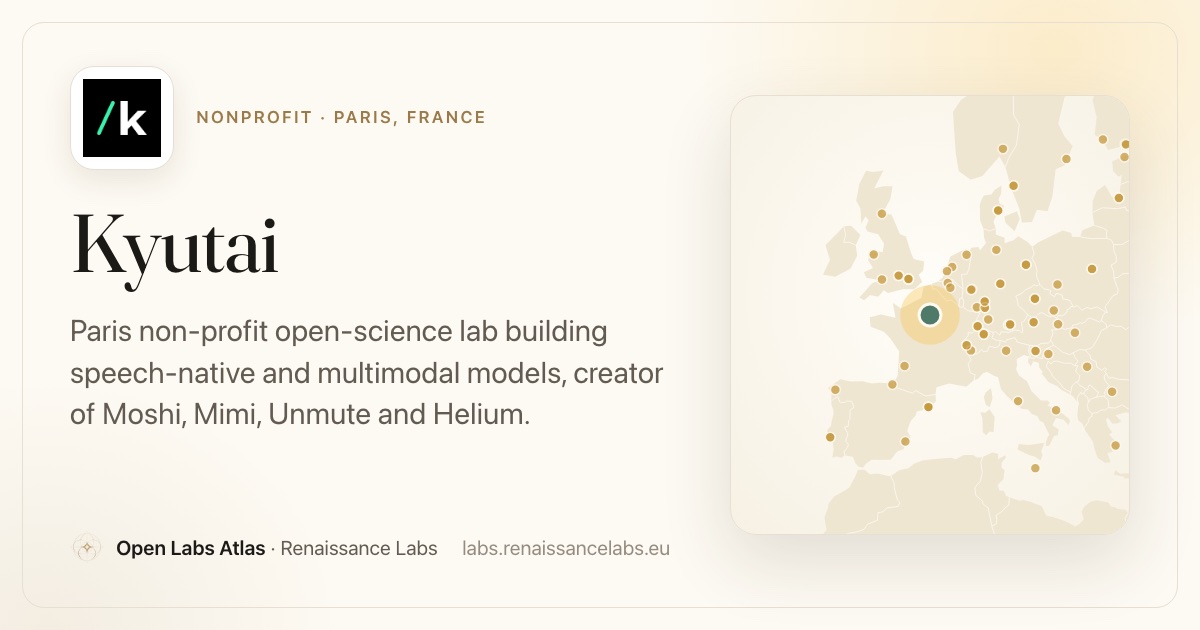 /k
NONPROFIT · PARIS, FRANCE
Kyutai
Paris non-profit open-science lab building
speech-native and multimodal models, creator
of Moshi, Mimi, Unmute and Helium.
Open Labs Atlas · Renaissance Labs labs.renaissancelabs.eu